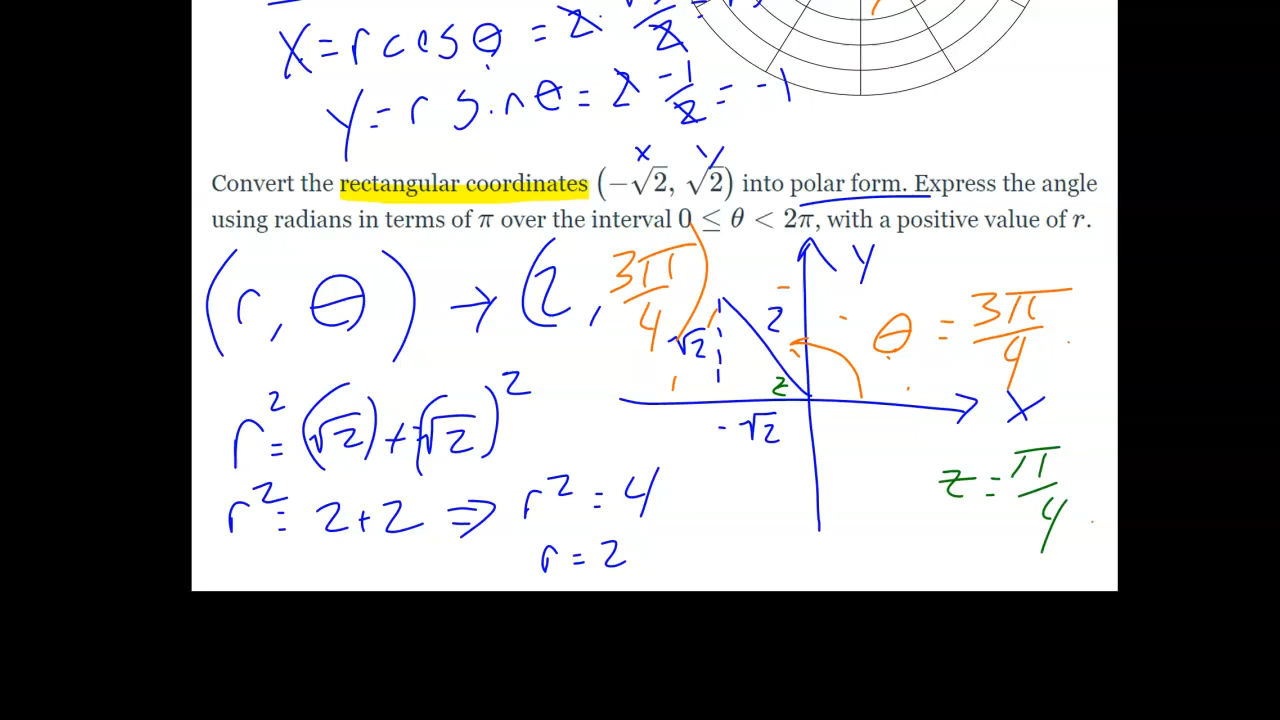 X = r cos θ = 2 · 
Y = r sin θ = 2 -1/2 = -1
x y
Convert the rectangular coordinates (−√2, √2) into polar form. Express the angle
using radians in terms of π over the interval 0 ≤ θ < 2π, with a positive value of r.
(r, θ) → (2, 3π/4)
y
√2
2
z
θ = 3π/4
-√2
x
r² = (√2) + (-√2)²
z = π/4
r² = 2 + 2 ⇒ r² = 4
r = 2